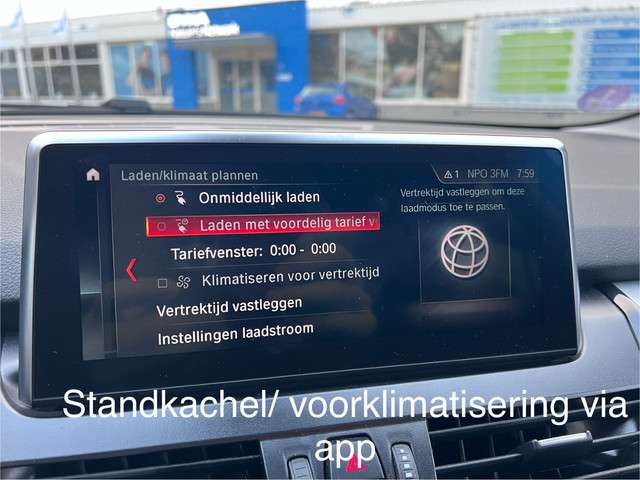 Laden/klimaat plannen
1 NPO 3FM 7:59
Onmiddellijk laden
Laden met voordelig tarief v
Tariefvenster: 0:00 - 0:00
Klimatiseren voor vertrektijd
Vertrektijd vastleggen
Instellingen laadstroom
Vertrektijd vastleggen om deze
laadmodus toe te passen.
Standkachel/ voorklimatisering via
app